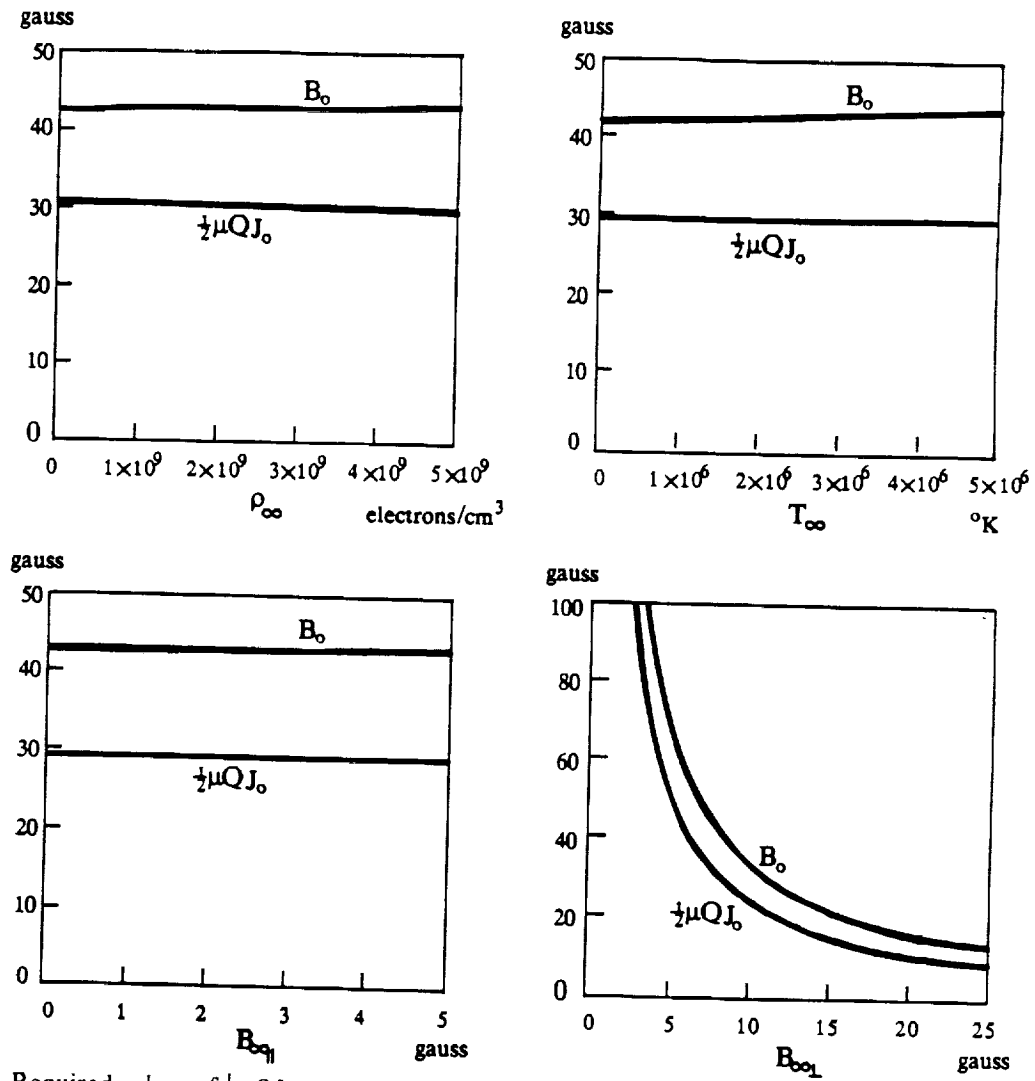 gauss
50
40
30
20
10
0
B₀
½μQJ₀
0 1×10⁹ 2×10⁹ 3×10⁹ 4×10⁹ 5×10⁹
ρ∞ electrons/cm³
gauss
50
40
30
20
10
0
B₀
½μQJ₀
0 1×10⁶ 2×10⁶ 3×10⁶ 4×10⁶ 5×10⁶
T∞ °K
gauss
50
40
30
20
10
0
B₀
½μQJ₀
0 1 2 3 4 5
B∞∥ gauss
gauss
100
80
60
40
20
0
B₀
½μQJ₀
0 5 10 15 20 25
B∞⊥ gauss
Required